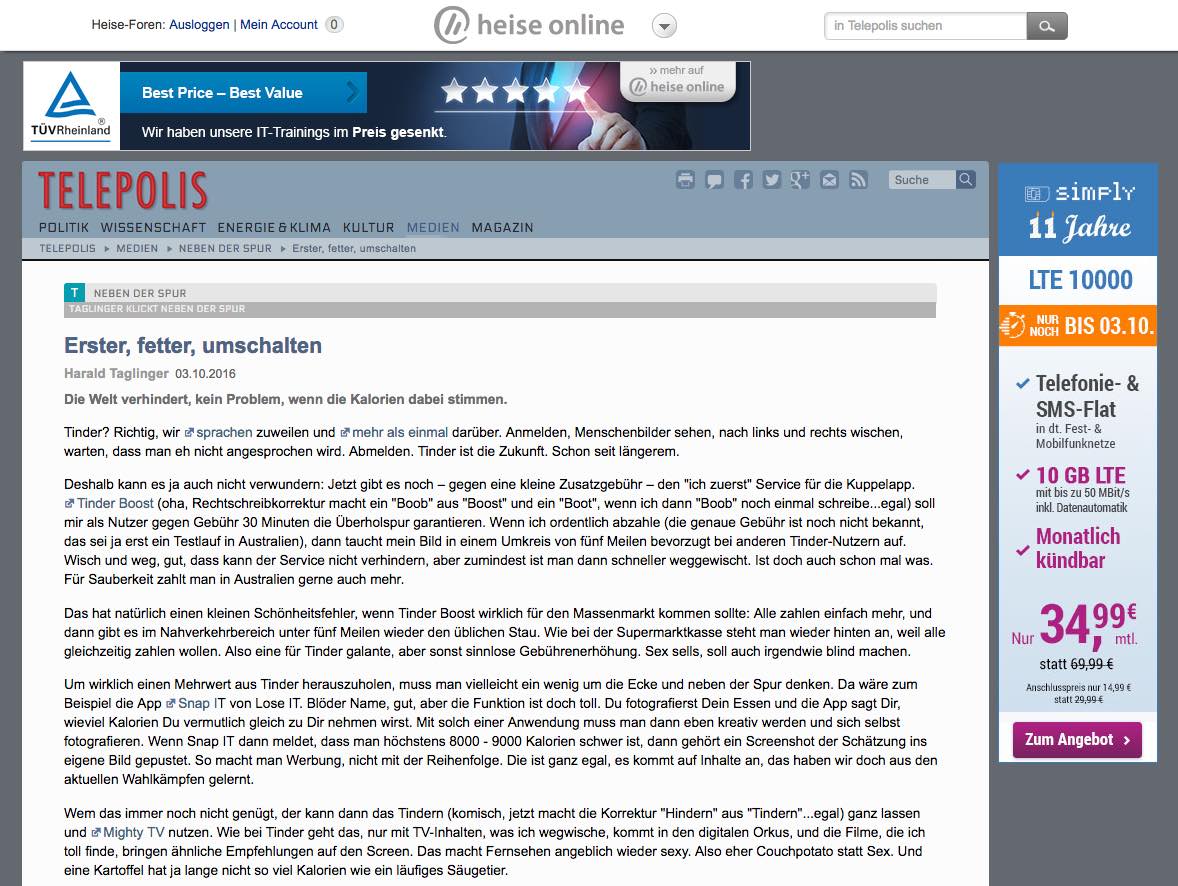 Heise-Foren: Ausloggen | Mein Account 0
heise online
in Telepolis suchen
TÜVRheinland®
Best Price – Best Value
Wir haben unsere IT-Trainings im Preis gesenkt.
» mehr auf
heise online
TELEPOLIS
Suche
POLITIK WISSENSCHAFT ENERGIE & KLIMA KULTUR MEDIEN MAGAZIN
TELEPOLIS ▸ MEDIEN ▸ NEBEN DER SPUR ▸ Erster, fetter, umschalten
T NEBEN DER SPUR
TAGLINGER KLICKT NEBEN DER SPUR
Erster, fetter, umschalten
Harald Taglinger 03.10.2016
Die Welt verhindert, kein Problem, wenn die Kalorien dabei stimmen.
Tinder? Richtig, wir sprachen zuweilen und mehr als einmal darüber. Anmelden, Menschenbilder sehen, nach links und rechts wischen,
warten, dass man eh nicht angesprochen wird. Abmelden. Tinder ist die Zukunft. Schon seit längerem.
Deshalb kann es ja auch nicht verwundern: Jetzt gibt es noch – gegen eine kleine Zusatzgebühr – den "ich zuerst" Service für die Kuppelapp.
Tinder Boost (oha, Rechtschreibkorrektur macht ein "Boob" aus "Boost" und ein "Boot", wenn ich dann "Boob" noch einmal schreibe...egal) soll
mir als Nutzer gegen Gebühr 30 Minuten die Überholspur garantieren. Wenn ich ordentlich abzahle (die genaue Gebühr ist noch nicht bekannt,
das sei ja erst ein Testlauf in Australien), dann taucht mein Bild in einem Umkreis von fünf Meilen bevorzugt bei anderen Tinder-Nutzern auf.
Wisch und weg, gut, dass kann der Service nicht verhindern, aber zumindest ist man dann schneller weggewischt. Ist doch auch schon mal was.
Für Sauberkeit zahlt man in Australien gerne auch mehr.
Das hat natürlich einen kleinen Schönheitsfehler, wenn Tinder Boost wirklich für den Massenmarkt kommen sollte: Alle zahlen einfach mehr, und
dann gibt es im Nahverkehrbereich unter fünf Meilen wieder den üblichen Stau. Wie bei der Supermarktkasse steht man wieder hinten an, weil alle
gleichzeitig zahlen wollen. Also eine für Tinder galante, aber sonst sinnlose Gebührenerhöhung. Sex sells, soll auch irgendwie blind machen.
Um wirklich einen Mehrwert aus Tinder herauszuholen, muss man vielleicht ein wenig um die Ecke und neben der Spur denken. Da wäre zum
Beispiel die App Snap IT von Lose IT. Blöder Name, gut, aber die Funktion ist doch toll. Du fotografierst Dein Essen und die App sagt Dir,
wieviel Kalorien Du vermutlich gleich zu Dir nehmen wirst. Mit solch einer Anwendung muss man dann eben kreativ werden und sich selbst
fotografieren. Wenn Snap IT dann meldet, dass man höchstens 8000 - 9000 Kalorien schwer ist, dann gehört ein Screenshot der Schätzung ins
eigene Bild gepustet. So macht man Werbung, nicht mit der Reihenfolge. Die ist ganz egal, es kommt auf Inhalte an, das haben wir doch aus den
aktuellen Wahlkämpfen gelernt.
Wem das immer noch nicht genügt, der kann dann das Tindern (komisch, jetzt macht die Korrektur "Hindern" aus "Tindern"...egal) ganz lassen
und Mighty TV nutzen. Wie bei Tinder geht das, nur mit TV-Inhalten, was ich wegwische, kommt in den digitalen Orkus, und die Filme, die ich
toll finde, bringen ähnliche Empfehlungen auf den Screen. Das macht Fernsehen angeblich wieder sexy. Also eher Couchpotato statt Sex. Und
eine Kartoffel hat ja lange nicht so viel Kalorien wie ein läufiges Säugetier.
simply
11 Jahre
LTE 10000
NUR NOCH BIS 03.10.
Telefonie- &
SMS-Flat
in dt. Fest- &
Mobilfunknetze
10 GB LTE
mit bis zu 50 MBit/s
inkl. Datenautomatik
Monatlich
kündbar
Nur 34,99€ mtl.
statt 69,99 €
Anschlusspreis nur 14,99 €
statt 29,99 €
Zum Angebot ›